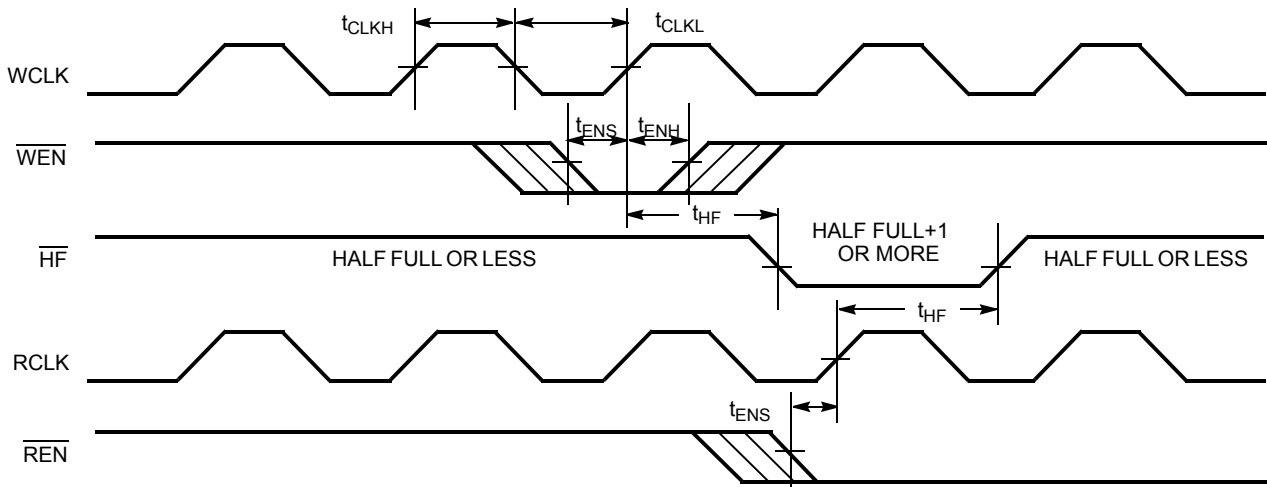 tCLKH
tCLKL
WCLK
tENS
tENH
WEN
tHF
HALF FULL+1
OR MORE
HF
HALF FULL OR LESS
HALF FULL OR LESS
tHF
RCLK
tENS
REN